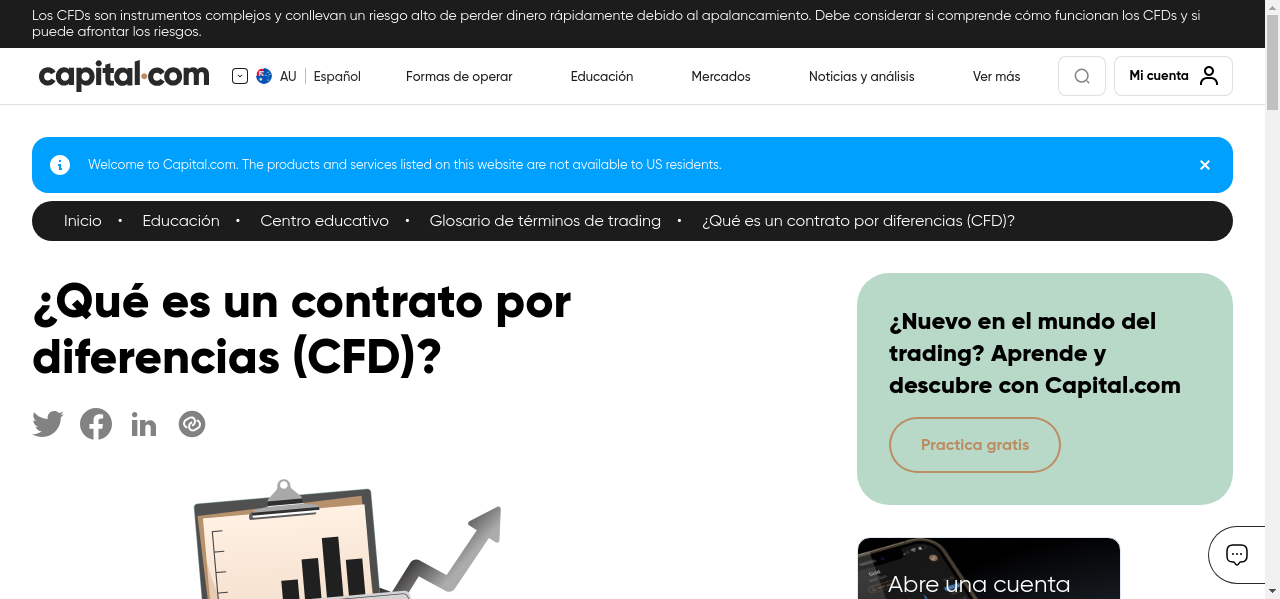 Los CFDs son instrumentos complejos y conllevan un riesgo alto de perder dinero rápidamente debido al apalancamiento. Debe considerar si comprende cómo funcionan los CFDs y si
puede afrontar los riesgos.
capital.com AU Español Formas de operar Educación Mercados Noticias y análisis Ver más Mi cuenta
Welcome to Capital.com. The products and services listed on this website are not available to US residents.
Inicio • Educación • Centro educativo • Glosario de términos de trading • ¿Qué es un contrato por diferencias (CFD)?
¿Qué es un contrato por
diferencias (CFD)?
¿Nuevo en el mundo del
trading? Aprende y
descubre con Capital.com
Practica gratis
Abre una cuenta